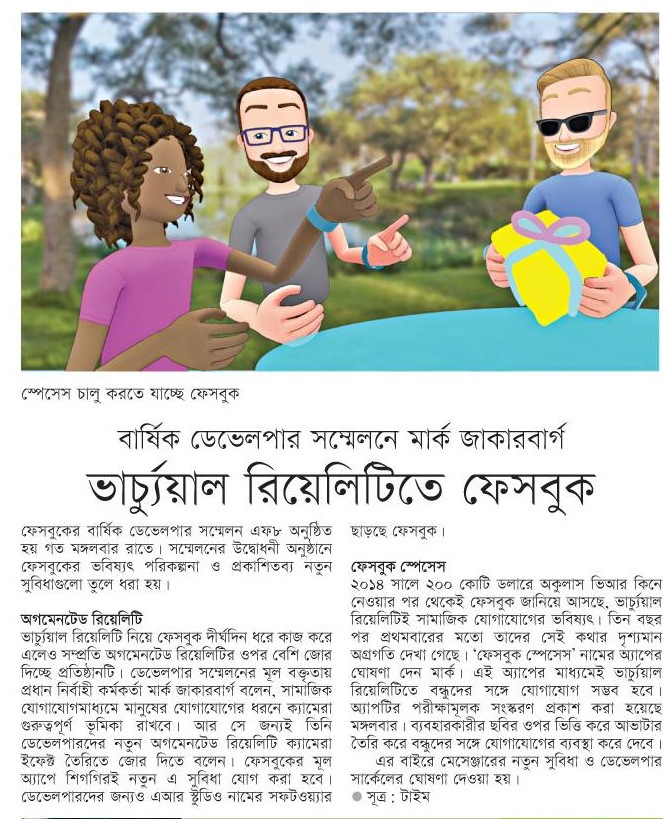 স্পেসেস চালু করতে যাচ্ছে ফেসবুক
বার্ষিক ডেভেলপার সম্মেলনে মার্ক জাকারবার্গ
ভার্চ্যুয়াল রিয়েলিটিতে ফেসবুক
ফেসবুকের বার্ষিক ডেভেলপার সম্মেলন এফ৮ অনুষ্ঠিত
হয় গত মঙ্গলবার রাতে। সম্মেলনের উদ্বোধনী অনুষ্ঠানে
ফেসবুকের ভবিষ্যৎ পরিকল্পনা ও প্রকাশিতব্য নতুন
সুবিধাগুলো তুলে ধরা হয়।
অগমেনটেড রিয়েলিটি
ভার্চ্যুয়াল রিয়েলিটি নিয়ে ফেসবুক দীর্ঘদিন ধরে কাজ করে
এলেও সম্প্রতি অগমেনটেড রিয়েলিটির ওপর বেশি জোর
দিচ্ছে প্রতিষ্ঠানটি। ডেভেলপার সম্মেলনের মূল বক্তৃতায়
প্রধান নির্বাহী কর্মকর্তা মার্ক জাকারবার্গ বলেন, সামাজিক
যোগাযোগমাধ্যমে মানুষের যোগাযোগের ধরনে ক্যামেরা
গুরুত্বপূর্ণ ভূমিকা রাখবে। আর সে জন্যই তিনি
ডেভেলপারদের নতুন অগমেনটেড রিয়েলিটি ক্যামেরা
ইফেক্ট তৈরিতে জোর দিতে বলেন। ফেসবুকের মূল
অ্যাপে শিগগিরই নতুন এ সুবিধা যোগ করা হবে।
ডেভেলপারদের জন্যও এআর স্টুডিও নামের সফটওয়্যার
ছাড়ছে ফেসবুক।
ফেসবুক স্পেসেস
২০১৪ সালে ২০০ কোটি ডলারে অকুলাস ভিআর কিনে
নেওয়ার পর থেকেই ফেসবুক জানিয়ে আসছে, ভার্চ্যুয়াল
রিয়েলিটিই সামাজিক যোগাযোগের ভবিষ্যৎ। তিন বছর
পর প্রথমবারের মতো তাদের সেই কথার দৃশ্যমান
অগ্রগতি দেখা গেছে। 'ফেসবুক স্পেসেস' নামের অ্যাপের
ঘোষণা দেন মার্ক। এই অ্যাপের মাধ্যমেই ভার্চ্যুয়াল
রিয়েলিটিতে বন্ধুদের সঙ্গে যোগাযোগ সম্ভব হবে।
অ্যাপটির পরীক্ষামূলক সংস্করণ প্রকাশ করা হয়েছে
মঙ্গলবার। ব্যবহারকারীর ছবির ওপর ভিত্তি করে আভাটার
তৈরি করে বন্ধুদের সঙ্গে যোগাযোগের ব্যবস্থা করে দেবে।
এর বাইরে মেসেঞ্জারের নতুন সুবিধা ও ডেভেলপার
সার্কেলের ঘোষণা দেওয়া হয়।
● সূত্র : টাইম